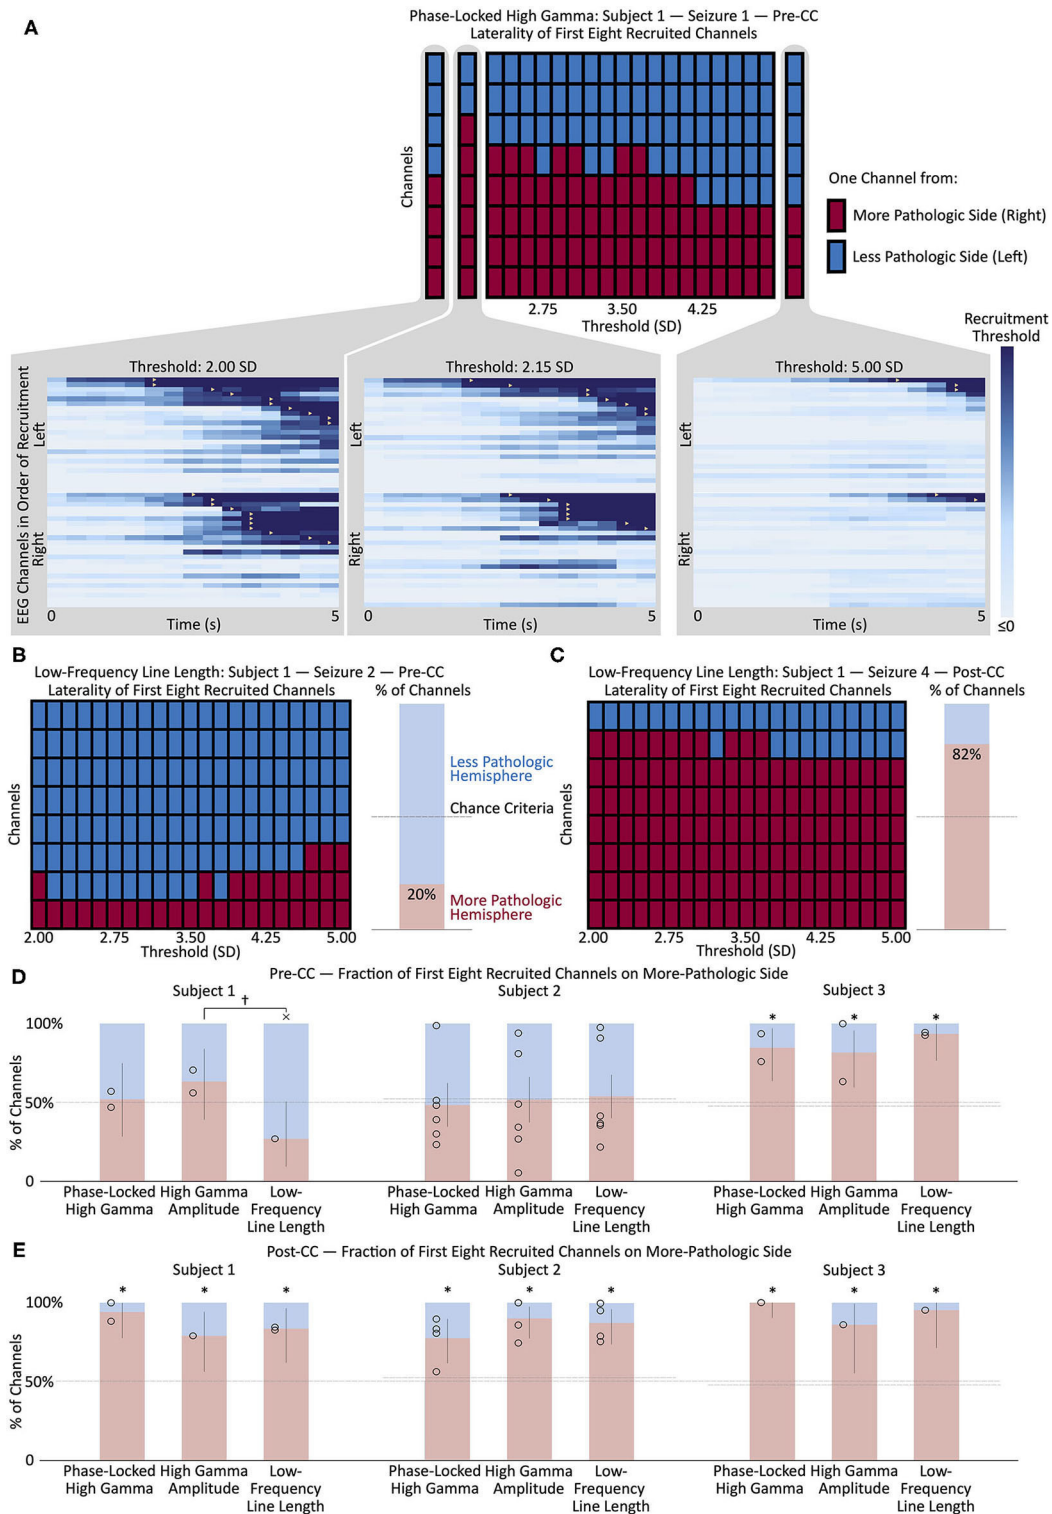 A
Phase-Locked High Gamma: Subject 1 — Seizure 1 — Pre-CC
Laterality of First Eight Recruited Channels
Channels
One Channel from:
More Pathologic Side (Right)
Less Pathologic Side (Left)
2.75 3.50 4.25
Threshold (SD)
Recruitment
Threshold
≤0
EEG Channels in Order of Recruitment
Threshold: 2.00 SD
Left
Right
0 5
Time (s)
Threshold: 2.15 SD
Left
Right
0 5
Time (s)
Threshold: 5.00 SD
Left
Right
0 5
Time (s)
B
Low-Frequency Line Length: Subject 1 — Seizure 2 — Pre-CC
Laterality of First Eight Recruited Channels
% of Channels
Channels
Less Pathologic
Hemisphere
Chance Criteria
20%
More Pathologic
Hemisphere
2.00 2.75 3.50 4.25 5.00
Threshold (SD)
C
Low-Frequency Line Length: Subject 1 — Seizure 4 — Post-CC
Laterality of First Eight Recruited Channels
% of Channels
Channels
82%
2.00 2.75 3.50 4.25 5.00
Threshold (SD)
D
Pre-CC — Fraction of First Eight Recruited Channels on More-Pathologic Side
Subject 1 Subject 2 Subject 3
†
× * * *
% of Channels
100%
50%
0
Phase-Locked High Gamma Low-
High Gamma Amplitude Frequency
Line Length
Phase-Locked High Gamma Low-
High Gamma Amplitude Frequency
Line Length
Phase-Locked High Gamma Low-
High Gamma Amplitude Frequency
Line Length
E
Post-CC — Fraction of First Eight Recruited Channels on More-Pathologic Side
Subject 1 Subject 2 Subject 3
* * * * * * * * *
% of Channels
100%
50%
0
Phase-Locked High Gamma Low-
High Gamma Amplitude Frequency
Line Length
Phase-Locked High Gamma Low-
High Gamma Amplitude Frequency
Line Length
Phase-Locked High Gamma Low-
High Gamma Amplitude Frequency
Line Length